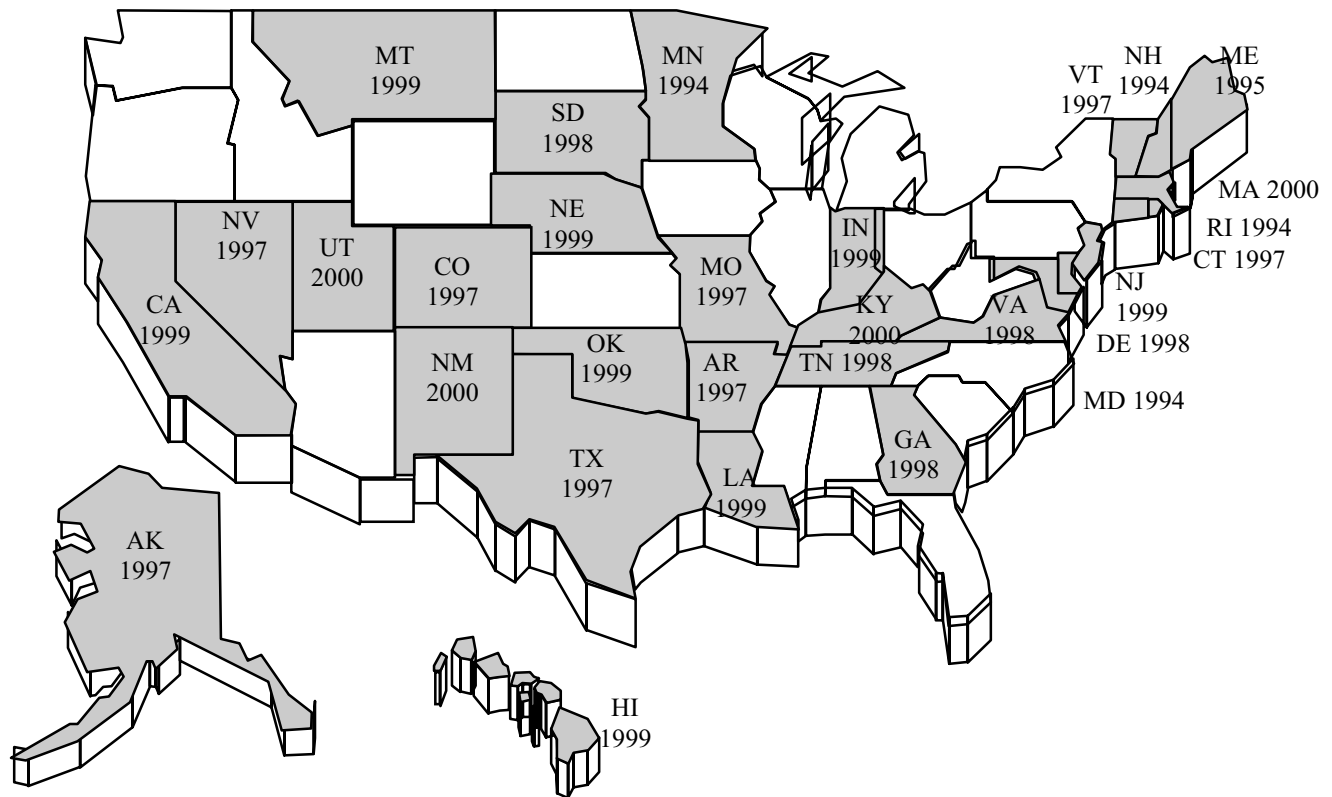 MT
1999
MN
1994
NH
1994
ME
1995
VT
1997
SD
1998
MA 2000
NE
1999
NV
1997
UT
2000
IN
1999
RI 1994
CT 1997
CO
1997
MO
1997
NJ
1999
CA
1999
KY
2000
VA
1998
DE 1998
OK
1999
NM
2000
AR
1997
TN 1998
MD 1994
GA
1998
TX
1997
LA
1999
AK
1997
HI
1999